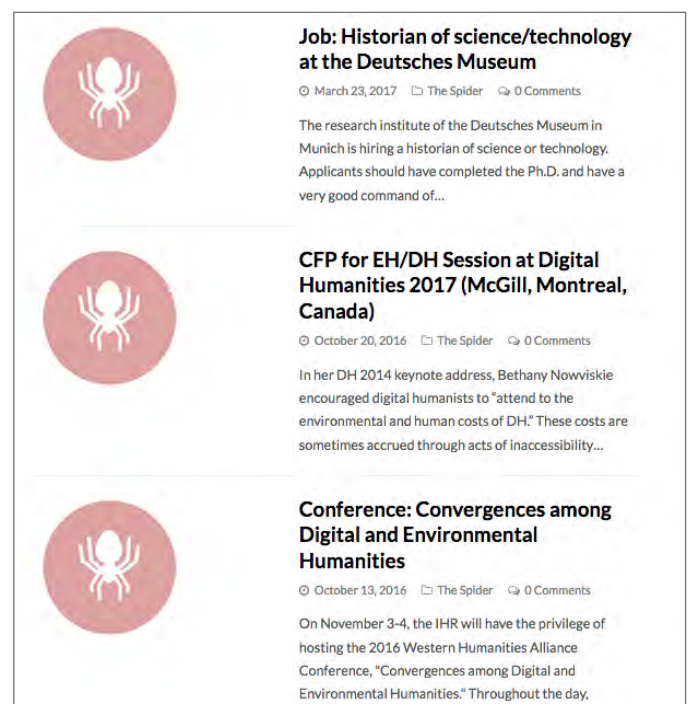 Job: Historian of science/technology
at the Deutsches Museum
March 23, 2017 The Spider 0 Comments
The research institute of the Deutsches Museum in
Munich is hiring a historian of science or technology.
Applicants should have completed the Ph.D. and have a
very good command of...
CFP for EH/DH Session at Digital
Humanities 2017 (McGill, Montreal,
Canada)
October 20, 2016 The Spider 0 Comments
In her DH 2014 keynote address, Bethany Nowviskie
encouraged digital humanists to "attend to the
environmental and human costs of DH." These costs are
sometimes accrued through acts of inaccessibility...
Conference: Convergences among
Digital and Environmental
Humanities
October 13, 2016 The Spider 0 Comments
On November 3-4, the IHR will have the privilege of
hosting the 2016 Western Humanities Alliance
Conference, "Convergences among Digital and
Environmental Humanities." Throughout the day,